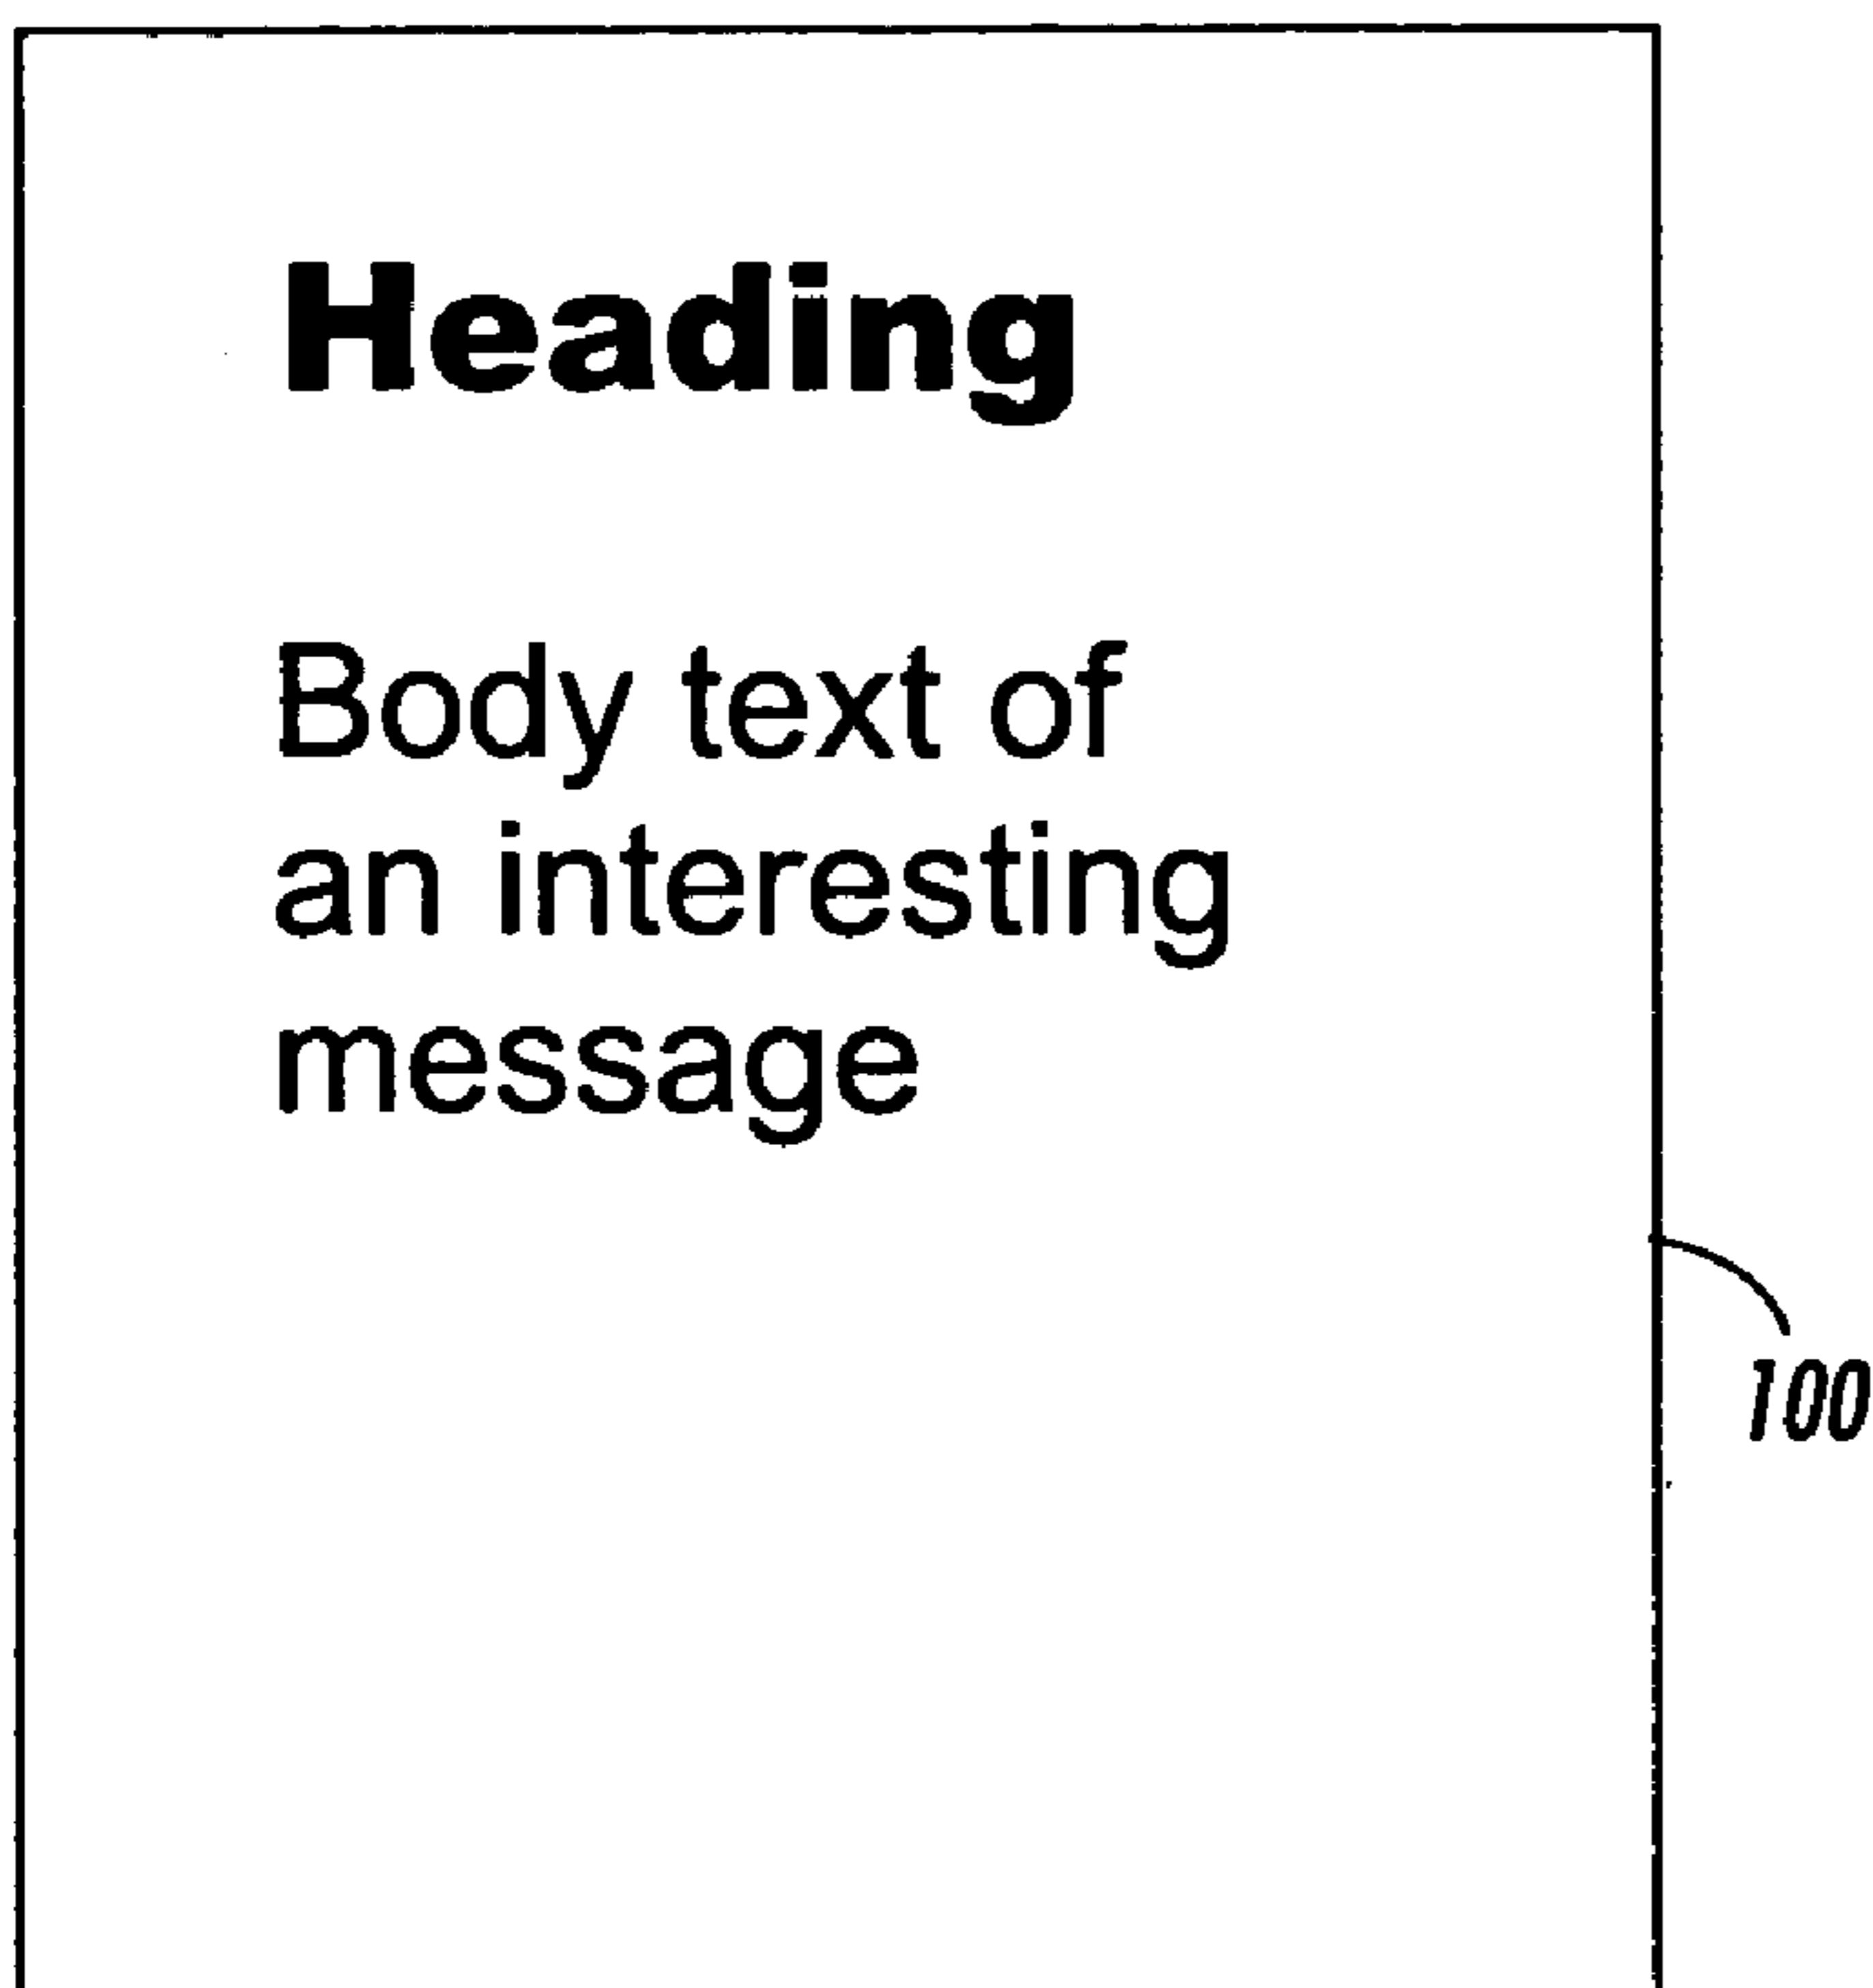 Heading
Body text of
an interesting
message
100